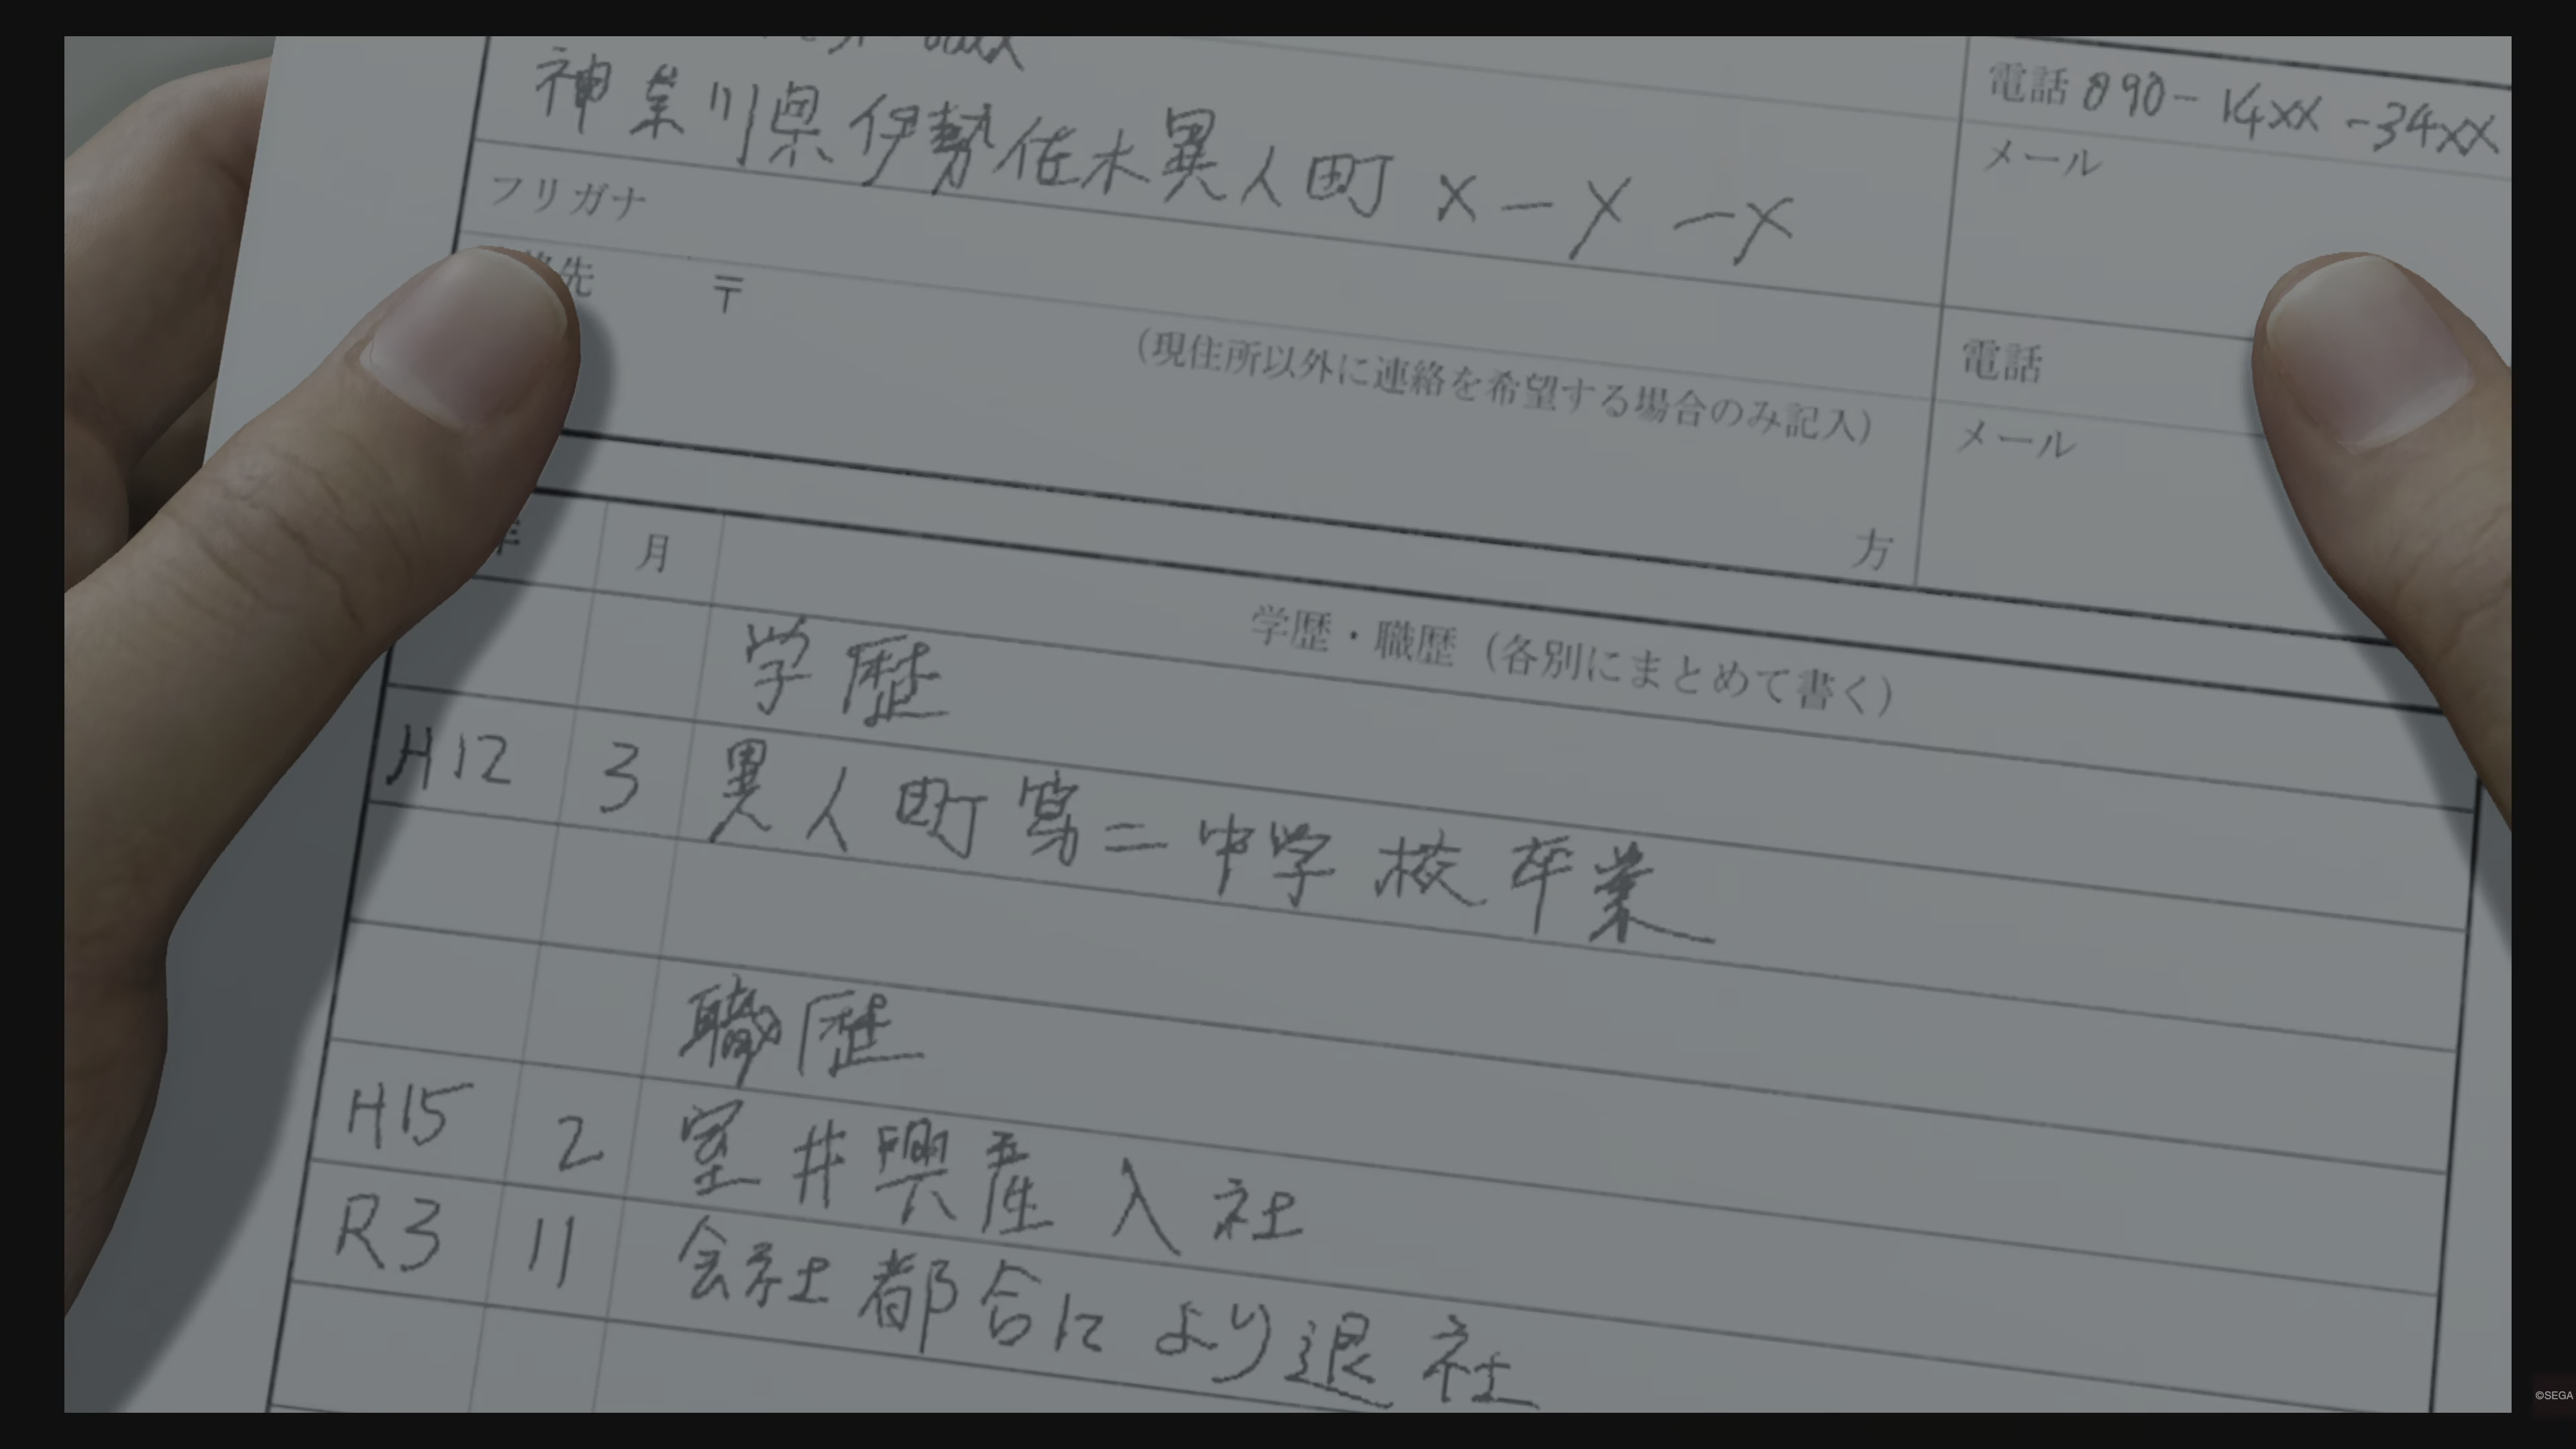 神奈川県伊勢佐木異人町 X-X-X
電話 090-14XX-34XX
メール
フリガナ
絡先 〒
(現住所以外に連絡を希望する場合のみ記入)
方
電話
メール
年 月 学歴・職歴 (各別にまとめて書く)
学歴
H12 3 異人町第二中学校卒業
職歴
H15 2 室井興産入社
R3 11 会社都合により退社
©SEGA